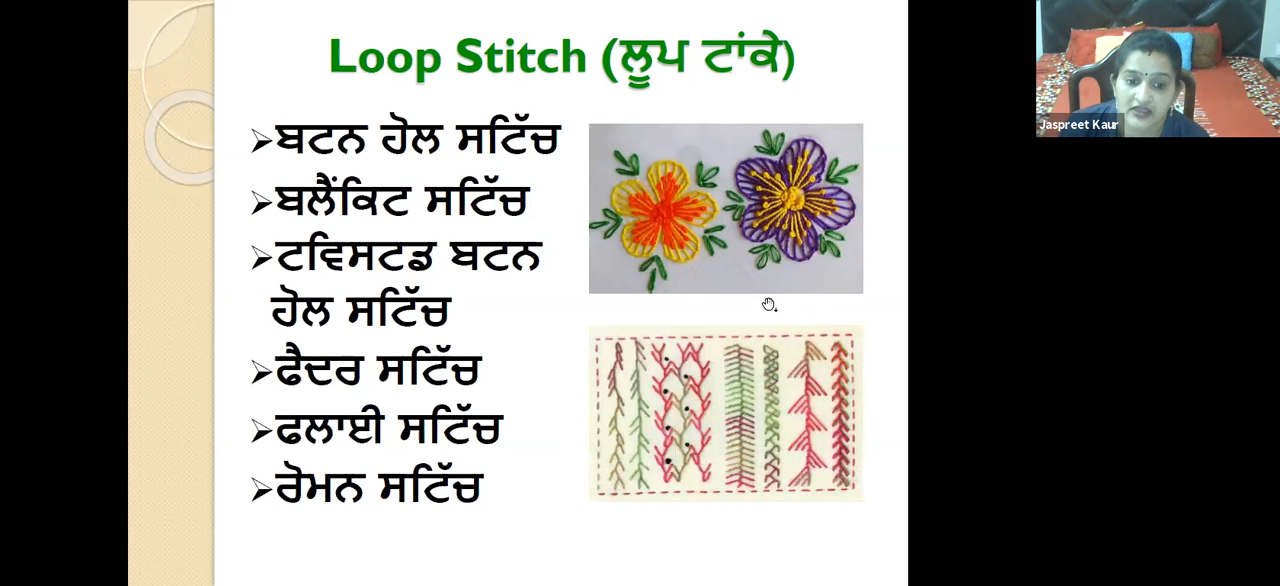 Loop Stitch (ਲੂਪ ਟਾਂਕੇ)
➢ਬਟਨ ਹੋਲ ਸਟਿੱਚ
➢ਬਲੈਂਕਿਟ ਸਟਿੱਚ
➢ਟਵਿਸਟਡ ਬਟਨ
ਹੋਲ ਸਟਿੱਚ
➢ਫੈਦਰ ਸਟਿੱਚ
➢ਫਲਾਈ ਸਟਿੱਚ
➢ਰੋਮਨ ਸਟਿੱਚ
Jaspreet Kaur